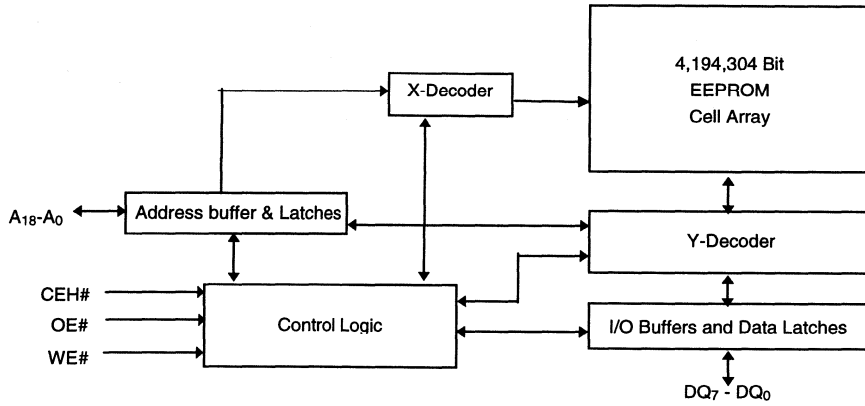 4,194,304 Bit
EEPROM
Cell Array
X-Decoder
A18-A0
Address buffer & Latches
Y-Decoder
CEH#
OE#
WE#
Control Logic
I/O Buffers and Data Latches
DQ7 - DQ0